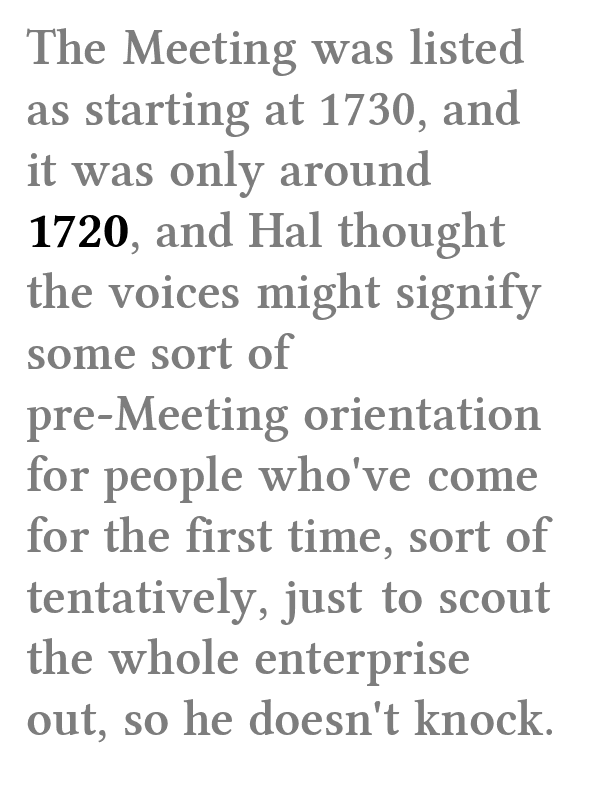 The Meeting was listed
as starting at 1730, and
it was only around
1720, and Hal thought
the voices might signify
some sort of
pre-Meeting orientation
for people who've come
for the first time, sort of
tentatively, just to scout
the whole enterprise
out, so he doesn't knock.